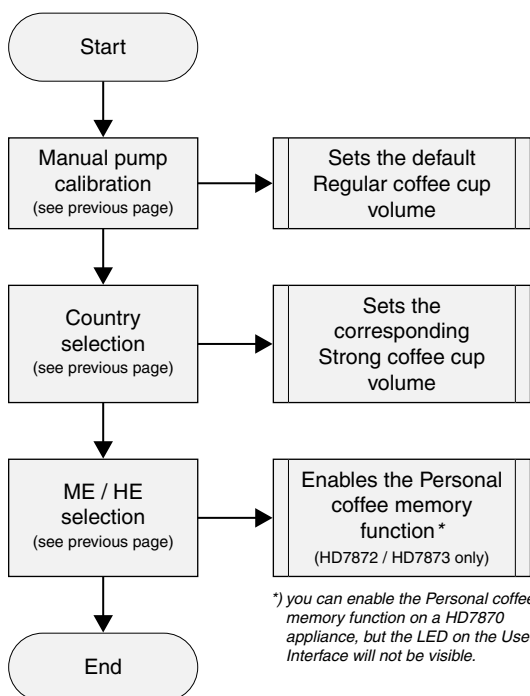 Start
Manual pump
calibration
(see previous page)
Sets the default
Regular coffee cup
volume
Country
selection
(see previous page)
Sets the
corresponding
Strong coffee cup
volume
ME / HE
selection
(see previous page)
Enables the Personal
coffee memory
function*
(HD7872 / HD7873 only)
*) you can enable the Personal coffee
memory function on a HD7870
appliance, but the LED on the Use
Interface will not be visible.
End